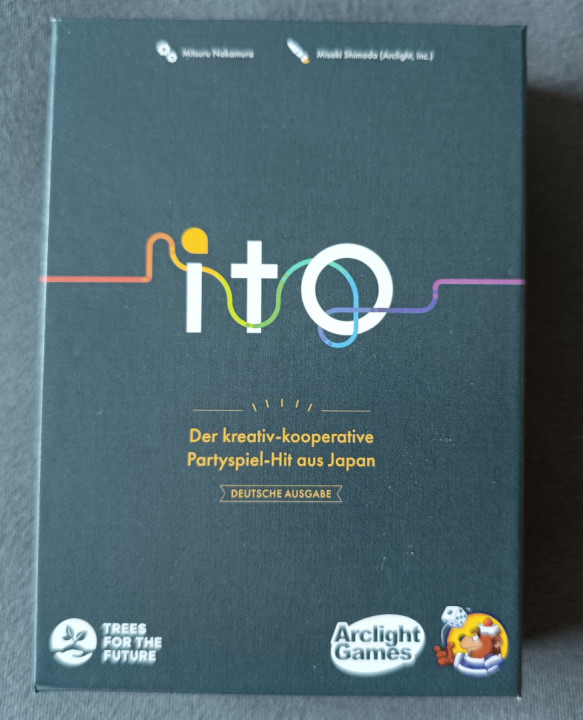 Mitsuru Nakamura
Misaki Shimada (Arclight, Inc.)
ito
Der kreativ-kooperative
Partyspiel-Hit aus Japan
DEUTSCHE AUSGABE
TREES
FOR THE
FUTURE
Arclight
Games